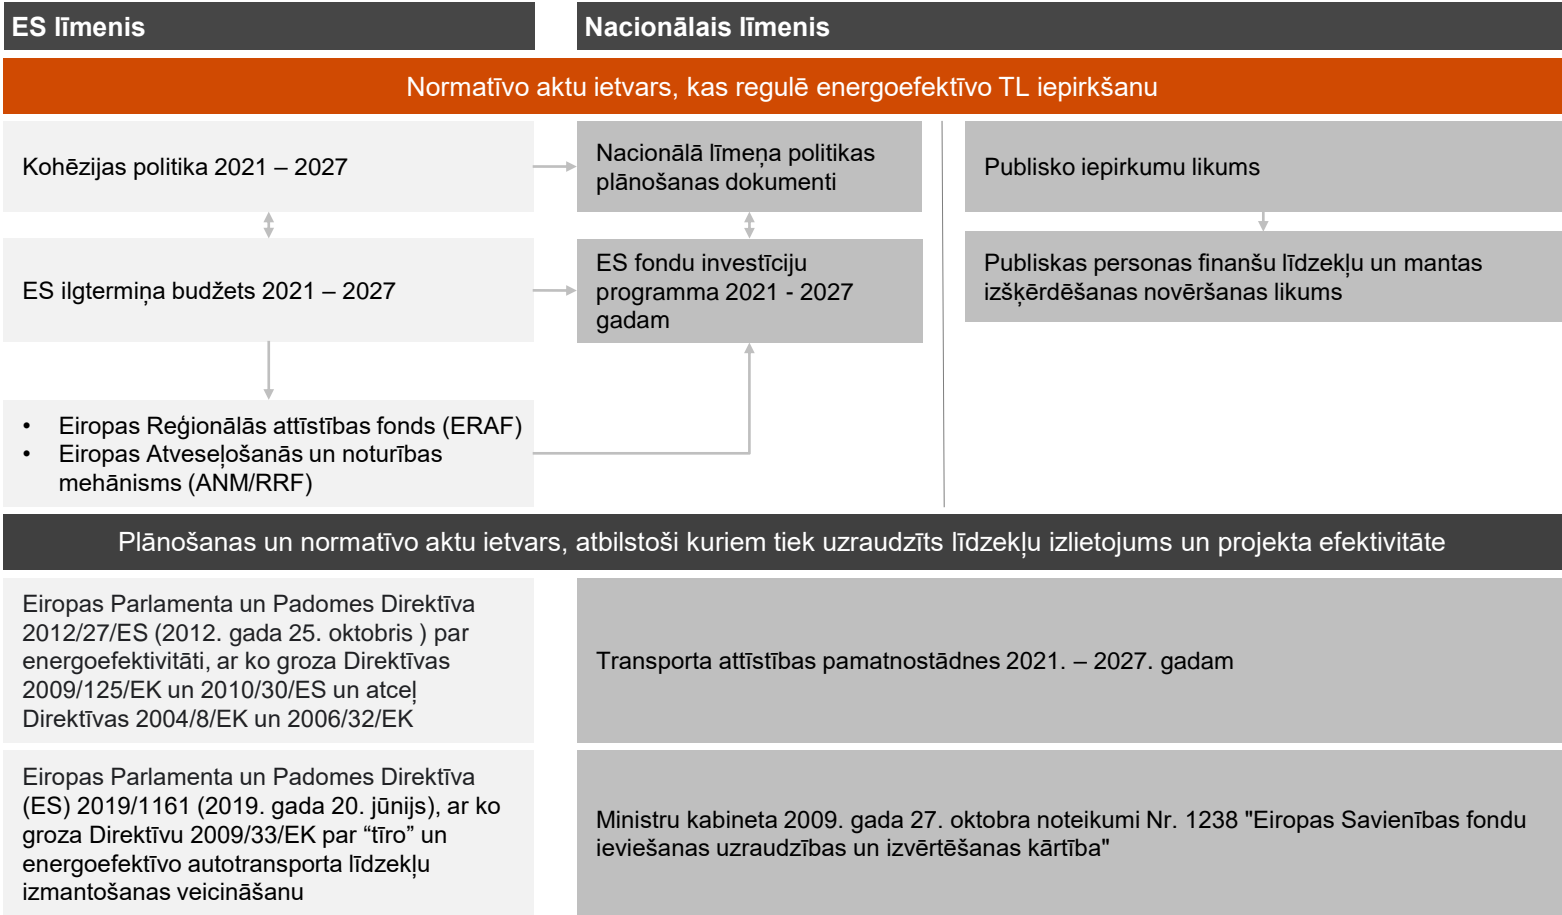 ES līmenis
Nacionālais līmenis
Normatīvo aktu ietvars, kas regulē energoefektīvo TL iepirkšanu
Kohēzijas politika 2021 – 2027
Nacionālā līmeņa politikas
plānošanas dokumenti
Publisko iepirkumu likums
ES ilgtermiņa budžets 2021 – 2027
ES fondu investīciju
programma 2021 - 2027
gadam
Publiskas personas finanšu līdzekļu un mantas
izšķērdēšanas novēršanas likums
• Eiropas Reģionālās attīstības fonds (ERAF)
• Eiropas Atveseļošanās un noturības
mehānisms (ANM/RRF)
Plānošanas un normatīvo aktu ietvars, atbilstoši kuriem tiek uzraudzīts līdzekļu izlietojums un projekta efektivitāte
Eiropas Parlamenta un Padomes Direktīva
2012/27/ES (2012. gada 25. oktobris ) par
energoefektivitāti, ar ko groza Direktīvas
2009/125/EK un 2010/30/ES un atceļ
Direktīvas 2004/8/EK un 2006/32/EK
Transporta attīstības pamatnostādnes 2021. – 2027. gadam
Eiropas Parlamenta un Padomes Direktīva
(ES) 2019/1161 (2019. gada 20. jūnijs), ar ko
groza Direktīvu 2009/33/EK par “tīro” un
energoefektīvo autotransporta līdzekļu
izmantošanas veicināšanu
Ministru kabineta 2009. gada 27. oktobra noteikumi Nr. 1238 "Eiropas Savienības fondu
ieviešanas uzraudzības un izvērtēšanas kārtība"